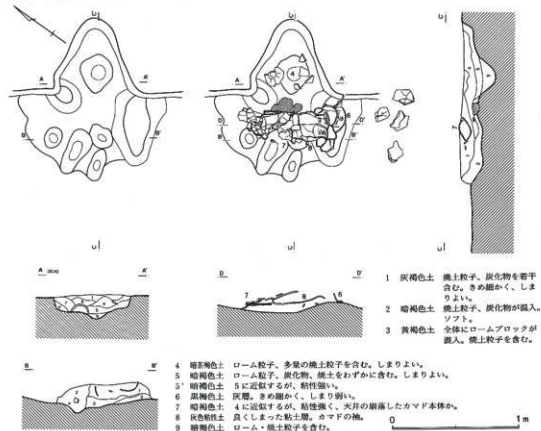 C
C
A
A'
A
A'
4
D
D'
B
B'
B
B'
6
7
8
7
C
C
A
A'
D
D'
7
8
6
1 灰褐色土 焼土粒子、炭化物を若干
含む。きめ細かく、しま
りよい。
2 暗褐色土 焼土粒子、炭化物が混入。
ソフト。
3 黄褐色土 全体にロームブロックが
混入。焼土粒子を含む。
B
B'
4 暗茶褐色土 ローム粒子、多量の焼土粒子を含む。しまりよい。
5 暗褐色土 ローム粒子、炭化物、焼土をわずかに含む。しまりよい。
5' 暗褐色土 5に近似するが、粘性強い。
6 黒褐色土 灰層。きめ細かく、しまり弱い。
7 暗褐色土 4に近似するが、粘性強く、天井の崩落したカマド本体か。
8 灰色粘性土 良くしまった粘土層。カマドの袖。
9 暗褐色土 ローム・焼土粒子を含む。
0 1m